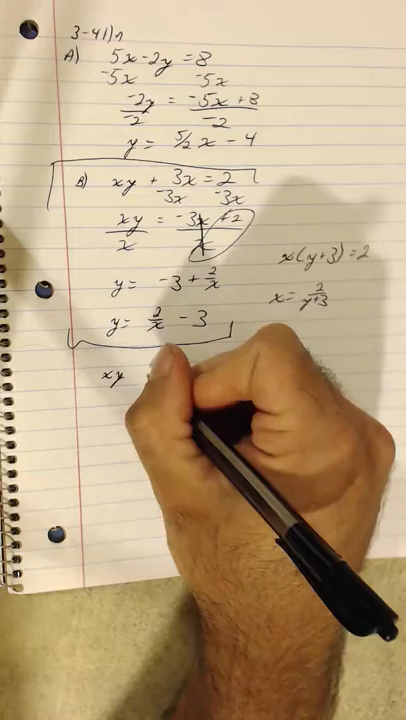 3-41)
A) 5x-2y=8
-5x -5x
-2y = -5x+8
-2 -2
y = 5/2 x - 4
B) xy + 3x = 2
-3x -3x
xy = -3x+2
x x
y = -3 + 2/x
y = 2/x - 3
xy
x(y+3)=2
x = 2/y+3